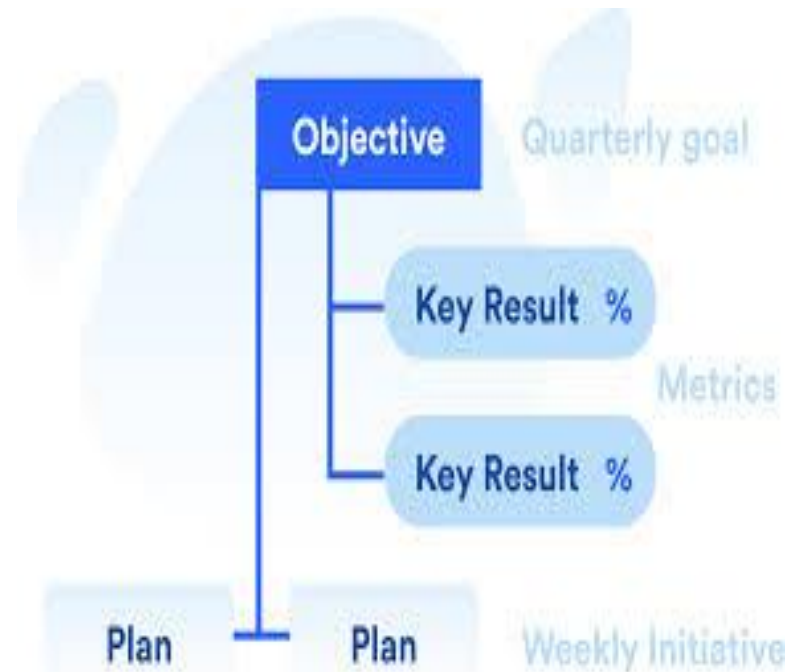 Objective Quarterly goal
Key Result %
Metrics
Key Result %
Plan Plan Weekly Initiative